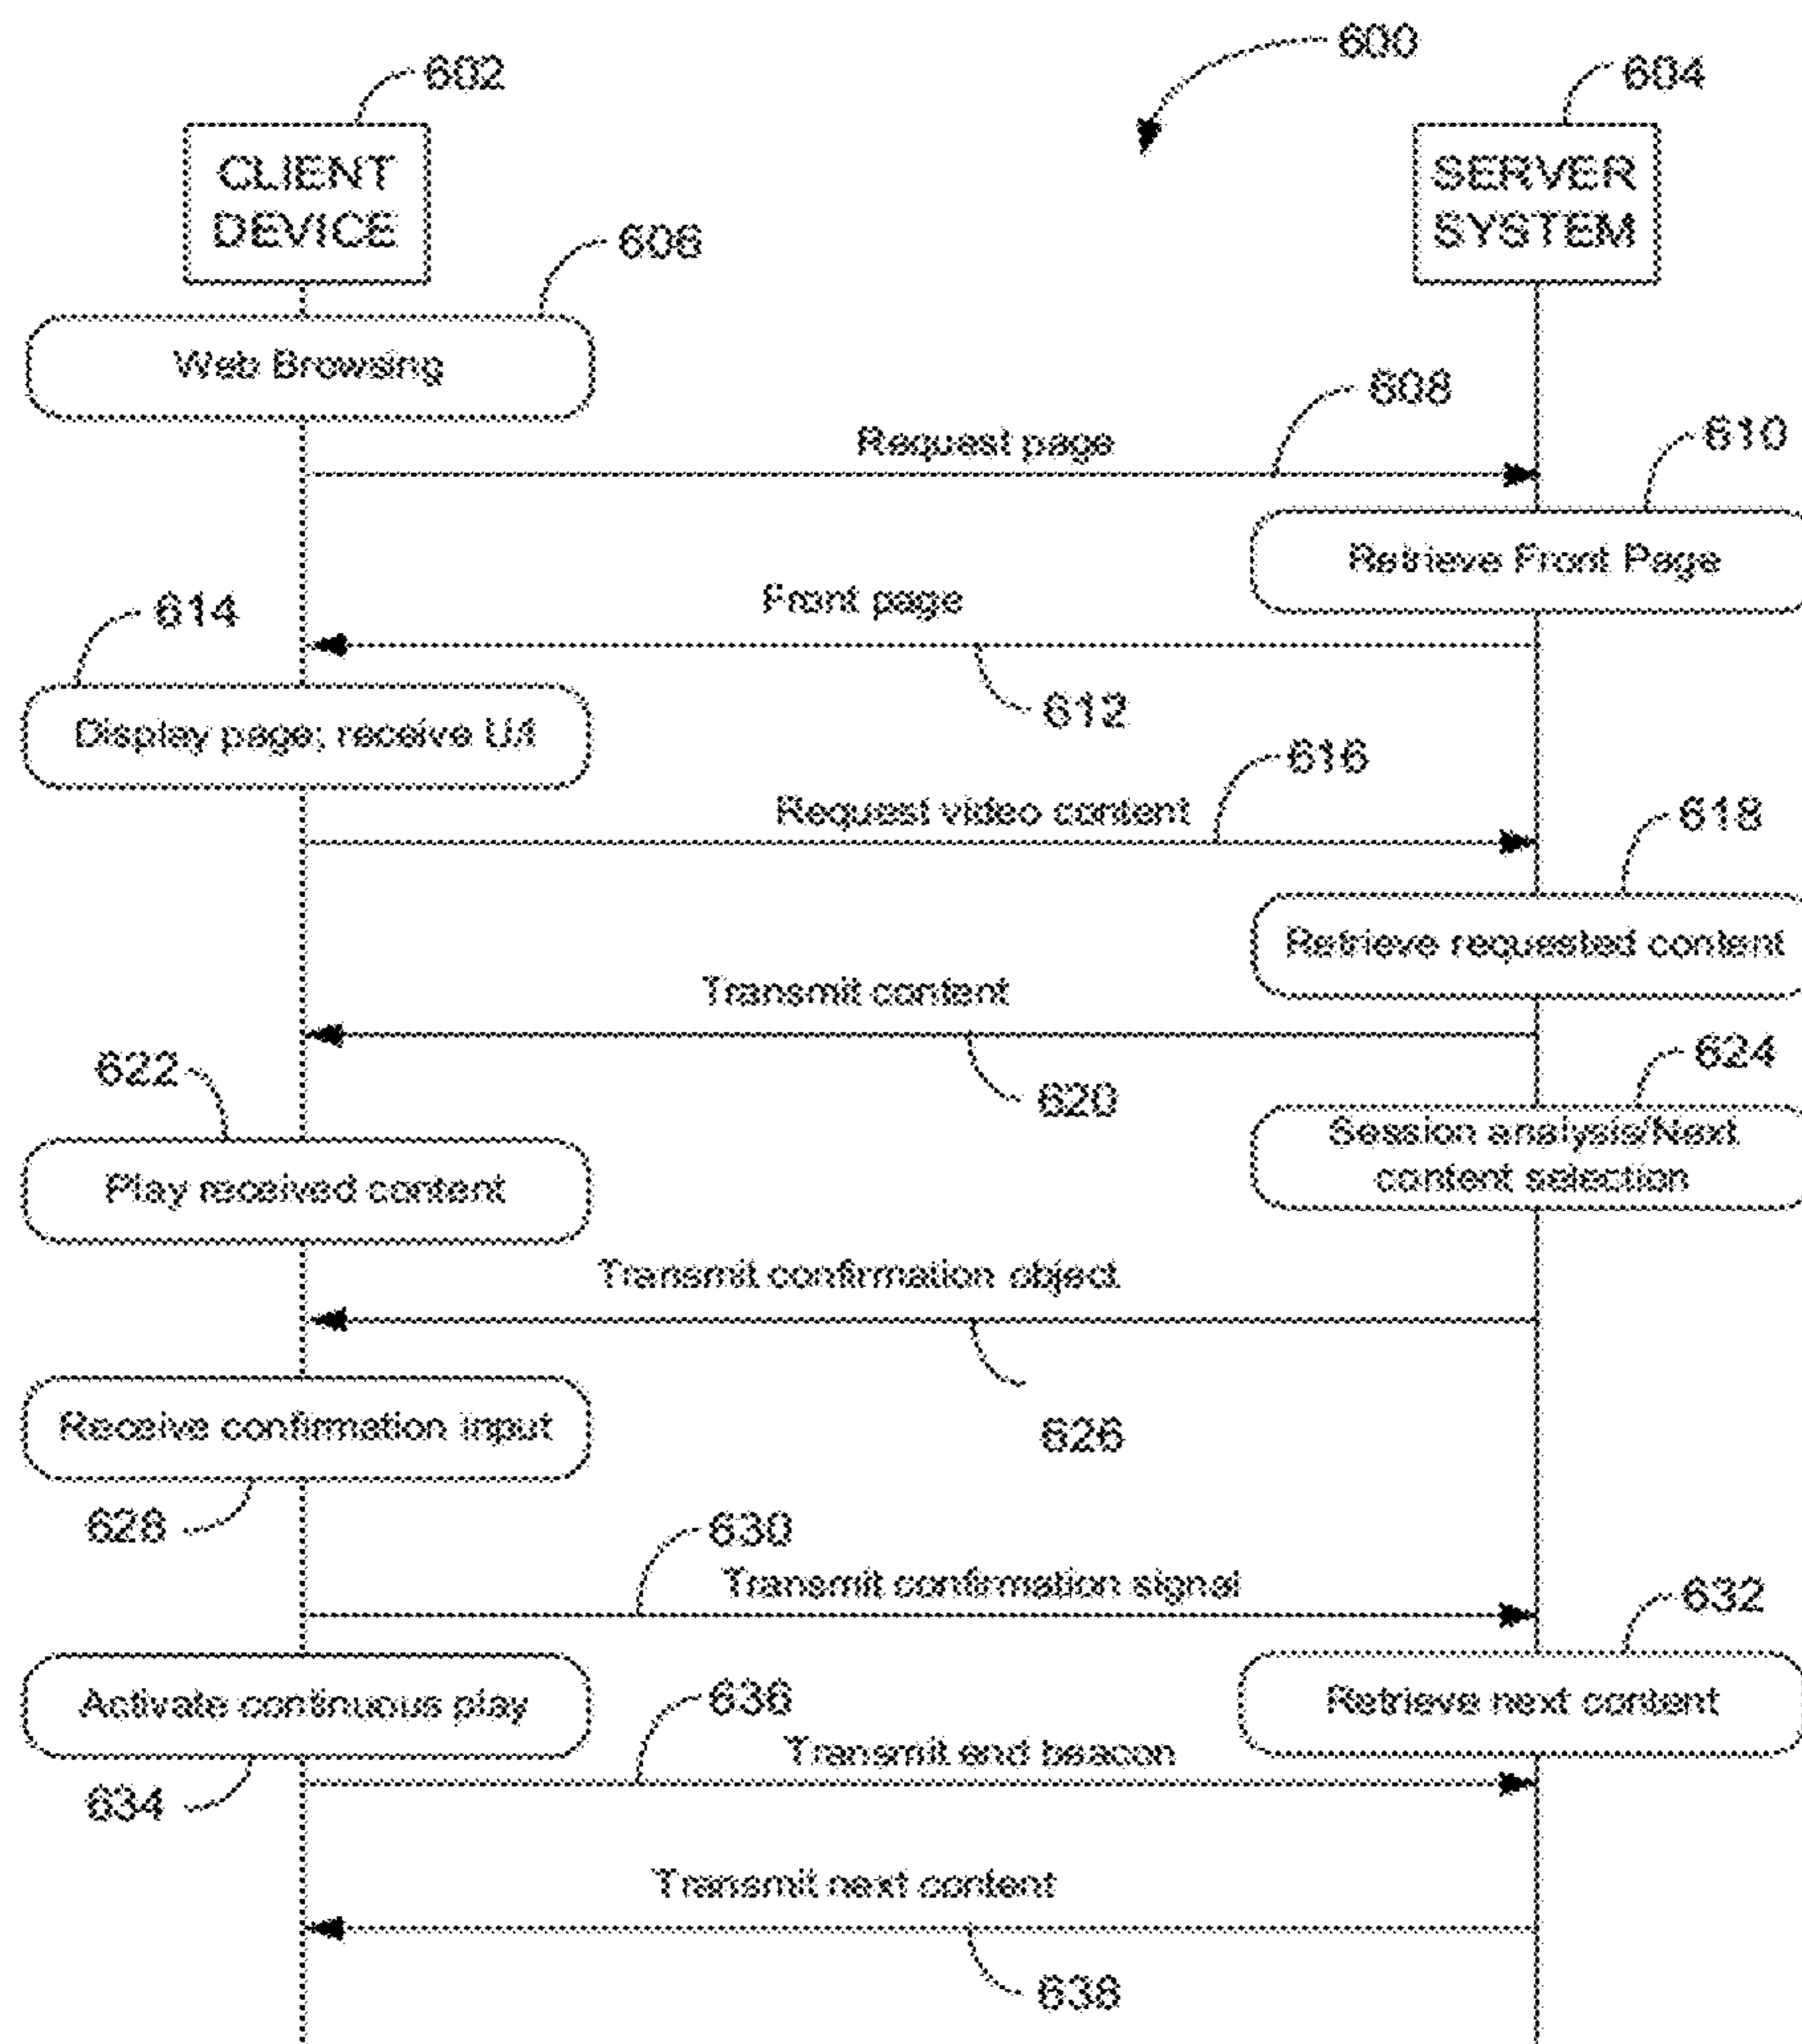 600
602
604
CLIENT
DEVICE
SERVER
SYSTEM
606
Web Browsing
608
Request page
610
Retrieve Front Page
Front page
614
612
Display page; receive U/I
616
Request video content
618
Retrieve requested content
Transmit content
624
622
620
Session analysis/Next
content selection
Play received content
Transmit confirmation object
Receive confirmation input
626
628
630
Transmit confirmation signal
632
Activate continuous play
636
Retrieve next content
Transmit end beacon
634
Transmit next content
638